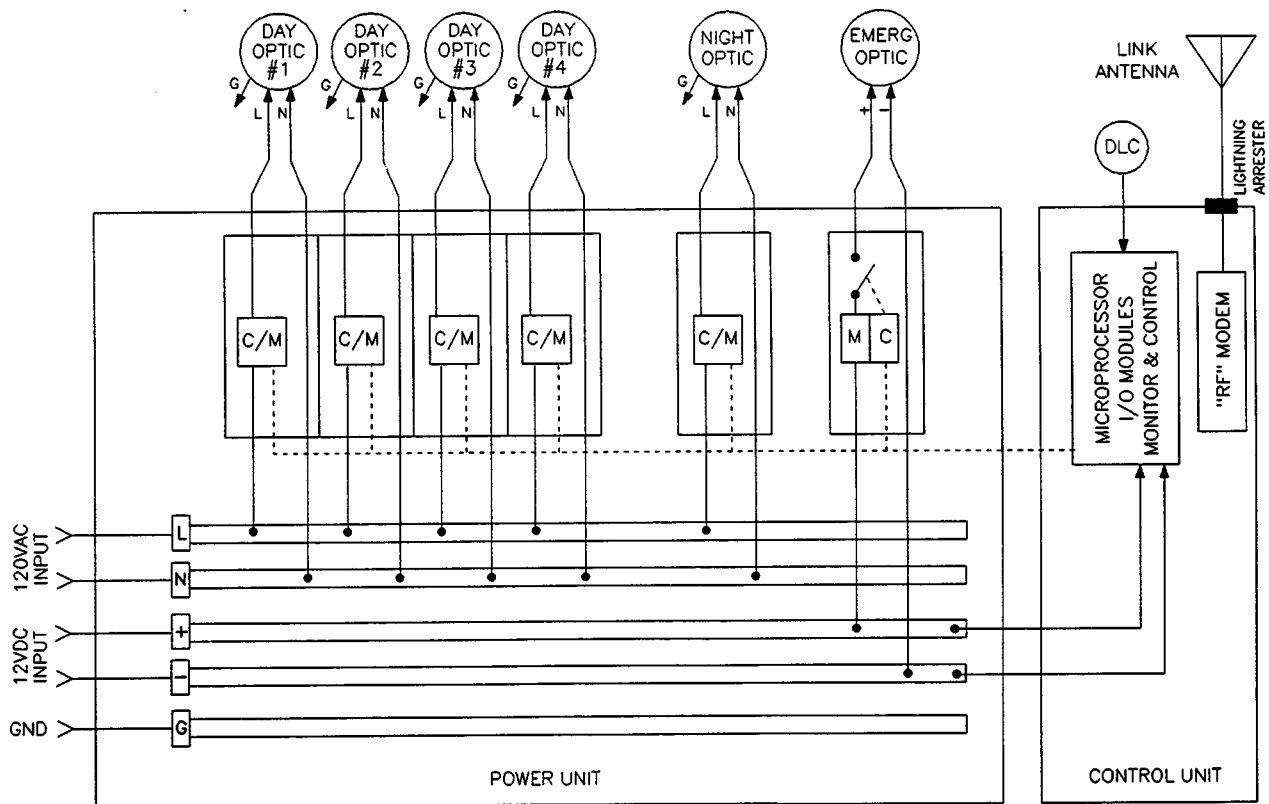 DAY
OPTIC
#1
DAY
OPTIC
#2
DAY
OPTIC
#3
DAY
OPTIC
#4
NIGHT
OPTIC
EMERG
OPTIC
LINK
ANTENNA
G
L
N
G
L
N
G
L
N
G
L
N
G
L
N
+
−
DLC
LIGHTNING
ARRESTER
C/M
C/M
C/M
C/M
C/M
M
C
MICROPROCESSOR
I/O MODULES
MONITOR & CONTROL
"RF" MODEM
120VAC
INPUT
L
N
12VDC
INPUT
+
−
GND
G
POWER UNIT
CONTROL UNIT